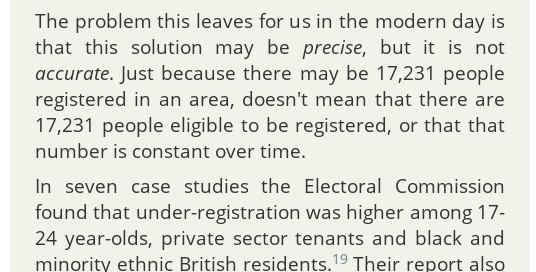 The problem this leaves for us in the modern day is
that this solution may be precise, but it is not
accurate. Just because there may be 17,231 people
registered in an area, doesn't mean that there are
17,231 people eligible to be registered, or that that
number is constant over time.
In seven case studies the Electoral Commission
found that under-registration was higher among 17-
24 year-olds, private sector tenants and black and
minority ethnic British residents.19 Their report also